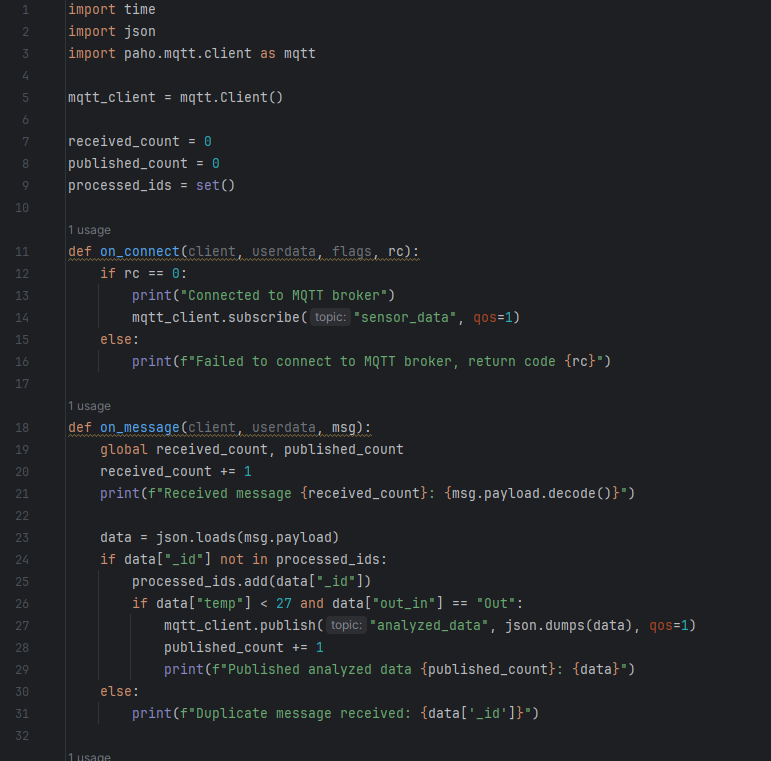 1 import time
2 import json
3 import paho.mqtt.client as mqtt
4
5 mqtt_client = mqtt.Client()
6
7 received_count = 0
8 published_count = 0
9 processed_ids = set()
10
1 usage
11 def on_connect(client, userdata, flags, rc):
12     if rc == 0:
13         print("Connected to MQTT broker")
14         mqtt_client.subscribe( topic: "sensor_data", qos=1)
15     else:
16         print(f"Failed to connect to MQTT broker, return code {rc}")
17
1 usage
18 def on_message(client, userdata, msg):
19     global received_count, published_count
20     received_count += 1
21     print(f"Received message {received_count}: {msg.payload.decode()}")
22
23     data = json.loads(msg.payload)
24     if data["_id"] not in processed_ids:
25         processed_ids.add(data["_id"])
26         if data["temp"] < 27 and data["out_in"] == "Out":
27             mqtt_client.publish( topic: "analyzed_data", json.dumps(data), qos=1)
28             published_count += 1
29             print(f"Published analyzed data {published_count}: {data}")
30     else:
31         print(f"Duplicate message received: {data['_id']}")
32
1 usage